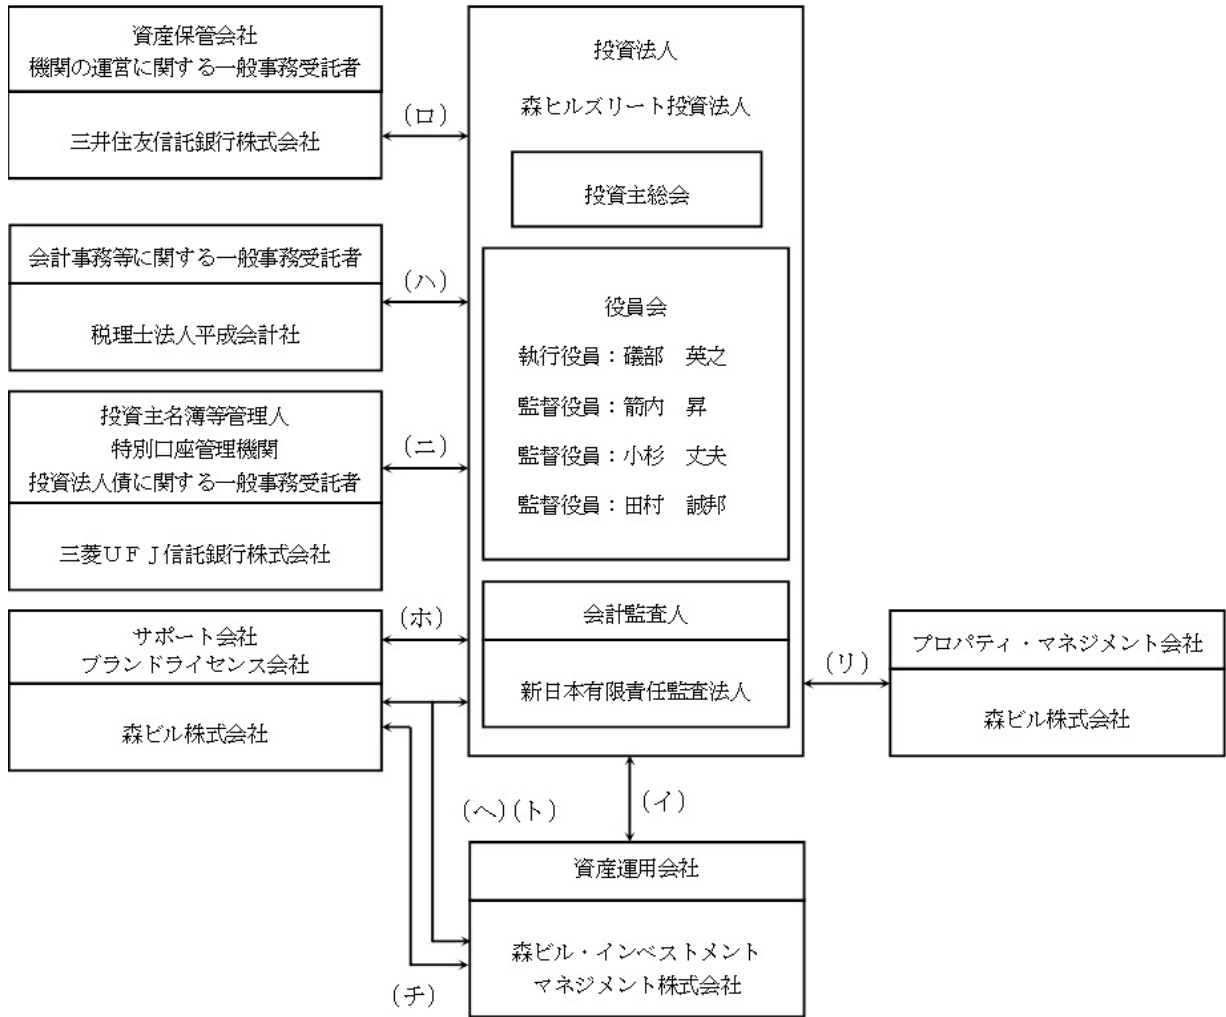 資産保管会社
機関の運営に関する一般事務受託者
三井住友信託銀行株式会社
(ロ)
会計事務等に関する一般事務受託者
税理士法人平成会計社
(ハ)
投資主名簿等管理人
特別口座管理機関
投資法人債に関する一般事務受託者
三菱UFJ信託銀行株式会社
(ニ)
サポート会社
ブランドライセンス会社
森ビル株式会社
(ホ)
投資法人
森ヒルズリート投資法人
投資主総会
役員会
執行役員:礒部 英之
監督役員:箭内 昇
監督役員:小杉 丈夫
監督役員:田村 誠邦
会計監査人
新日本有限責任監査法人
(リ)
プロパティ・マネジメント会社
森ビル株式会社
(ヘ)(ト)
(イ)
資産運用会社
森ビル・インベストメント
マネジメント株式会社
(チ)